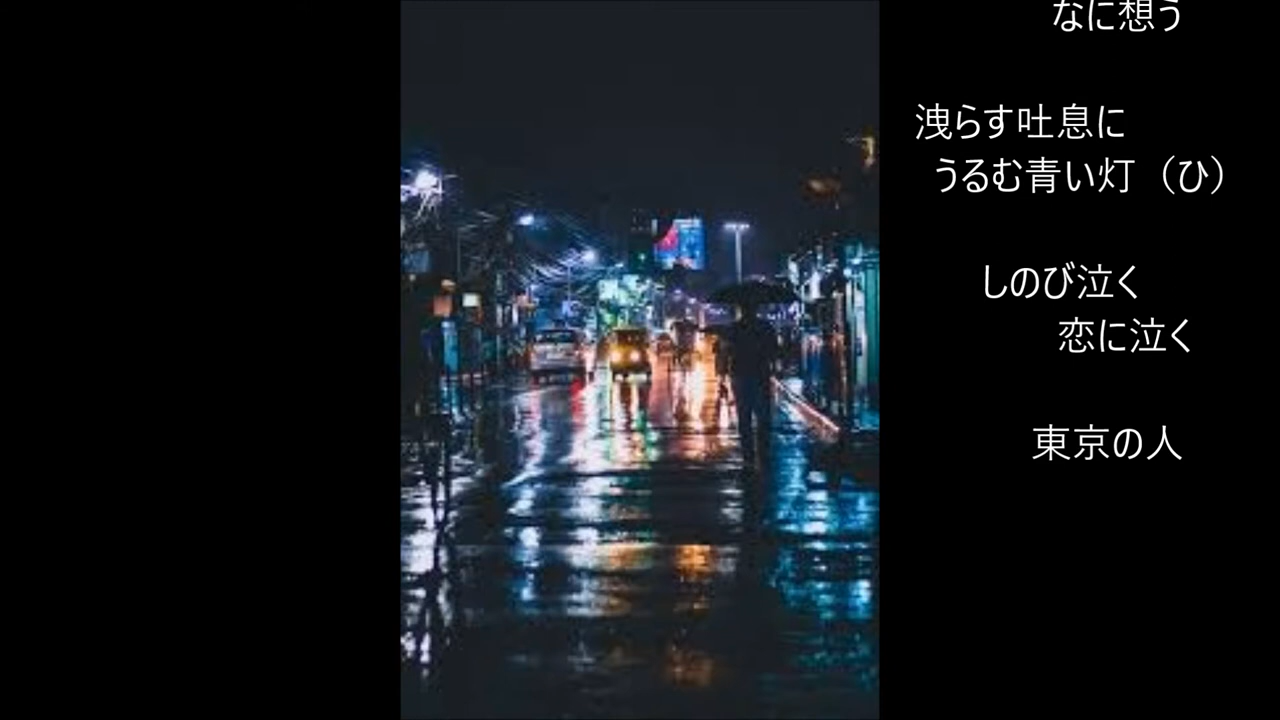 なに想う
洩らす吐息に
うるむ青い灯（ひ）
しのび泣く
恋に泣く
東京の人